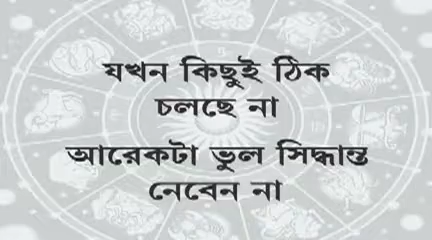 যখন কিছুই ঠিক
চলছে না
আরেকটা ভুল সিদ্ধান্ত
নেবেন না